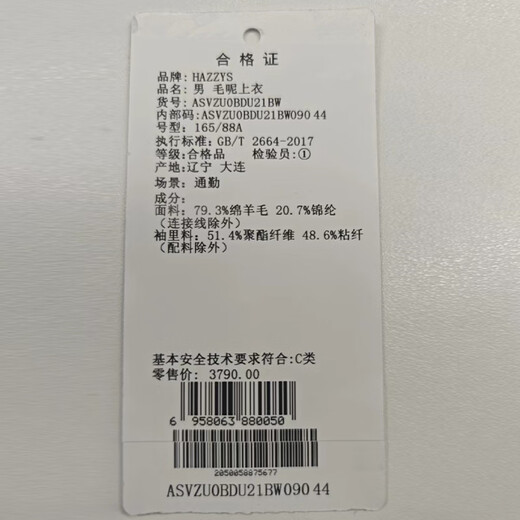 合格证
品牌: HAZZYS
品名: 男 毛呢上衣
货号: ASVZU0BDU21BW
内部码: ASVZU0BDU21BW090 44
号型: 165/88A
执行标准: GB/T 2664-2017
等级: 合格品 检验员: ①
产地: 辽宁 大连
场景: 通勤
成分:
面料: 79.3%绵羊毛 20.7%锦纶
(连接线除外)
袖里料: 51.4%聚酯纤维 48.6%粘纤
(配料除外)
基本安全技术要求符合:C类
零售价: 3790.00
6 958063 880050
2050058875677
ASVZU0BDU21BW090 44